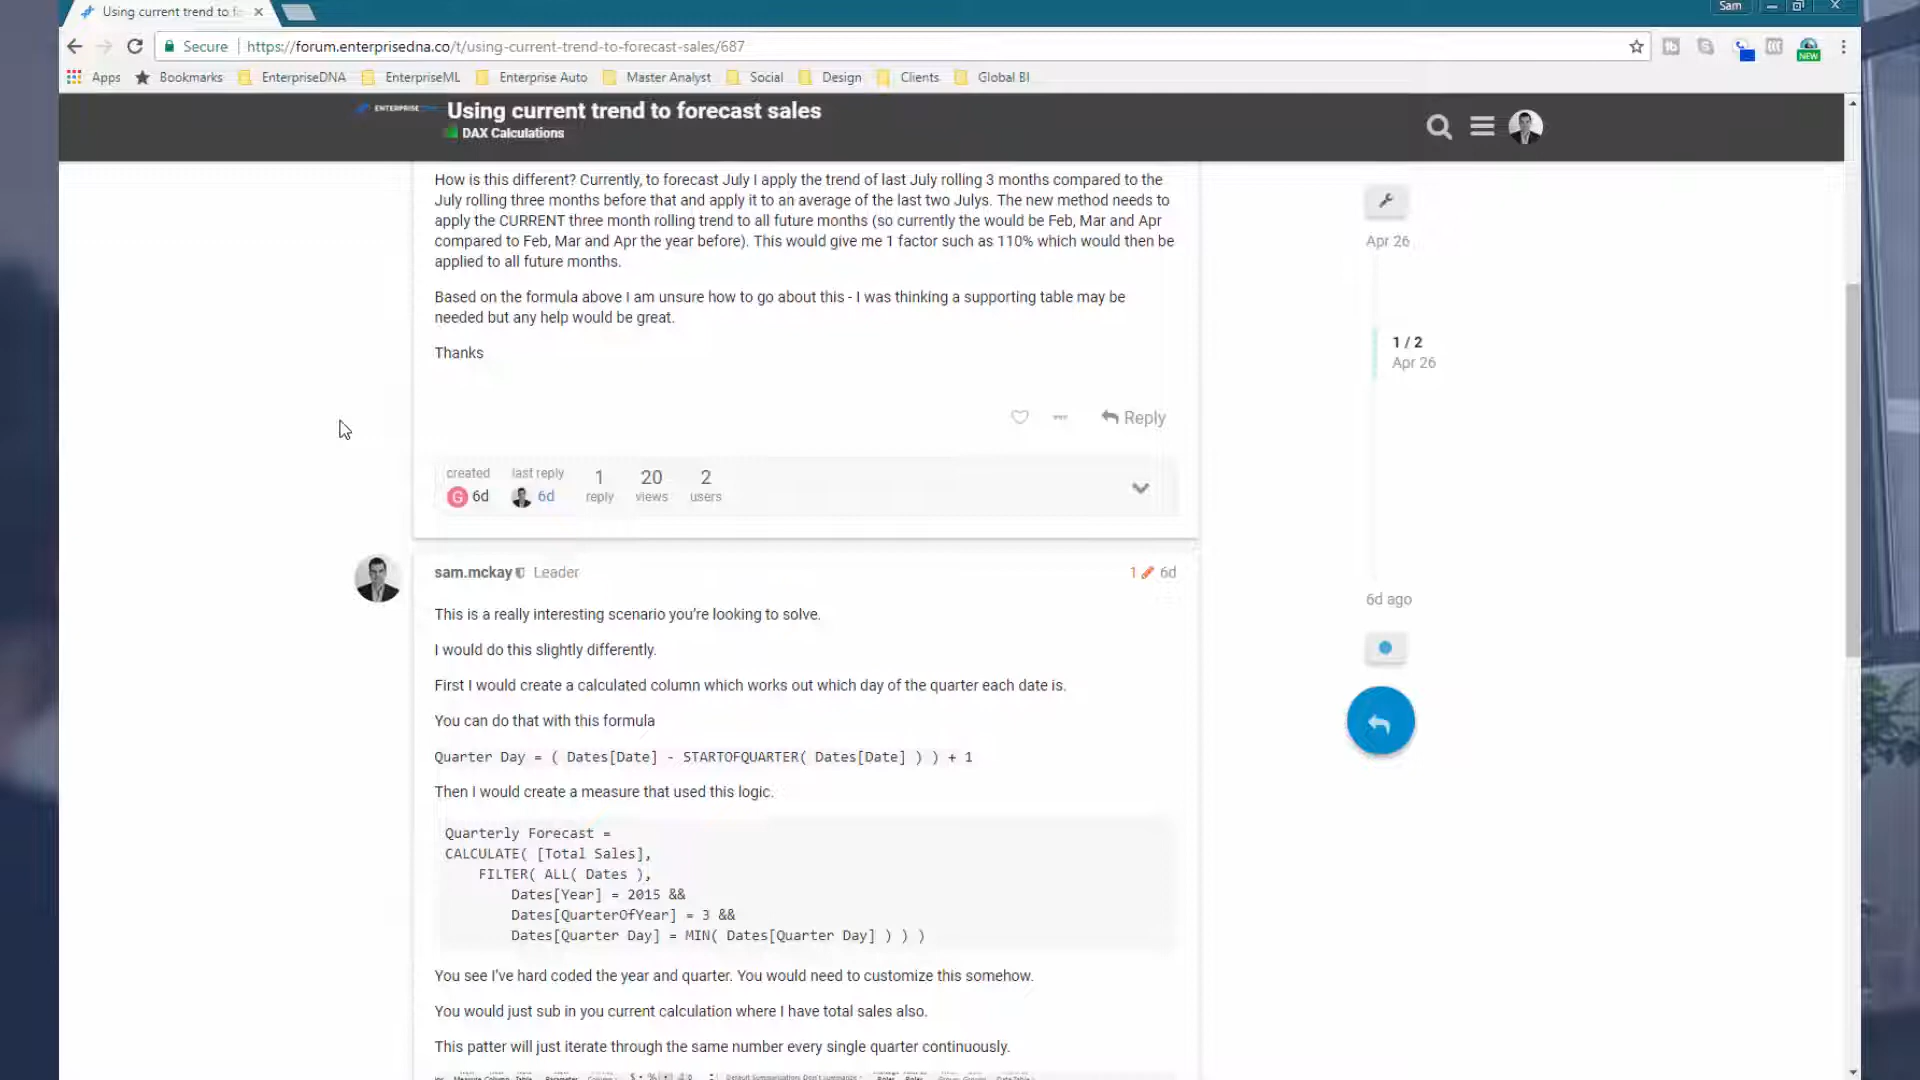 Using current trend to f
Sam
Secure
https://forum.enterprisedna.co/t/using-current-trend-to-forecast-sales/687
NEW
Apps
Bookmarks
EnterpriseDNA
EnterpriseML
Enterprise Auto
Master Analyst
Social
Design
Clients
Global BI
ENTERPRISE
Using current trend to forecast sales
DAX Calculations
How is this different? Currently, to forecast July I apply the trend of last July rolling 3 months compared to the
July rolling three months before that and apply it to an average of the last two Julys. The new method needs to
apply the CURRENT three month rolling trend to all future months (so currently the would be Feb, Mar and Apr
compared to Feb, Mar and Apr the year before). This would give me 1 factor such as 110% which would then be
applied to all future months.
Based on the formula above I am unsure how to go about this - I was thinking a supporting table may be
needed but any help would be great.
Thanks
Reply
created
last reply
1
20
2
G 6d
6d
reply
views
users
Apr 26
1 / 2
Apr 26
6d ago
sam.mckay Leader
1 6d
This is a really interesting scenario you're looking to solve.
I would do this slightly differently.
First I would create a calculated column which works out which day of the quarter each date is.
You can do that with this formula
Quarter Day = ( Dates[Date] - STARTOFQUARTER( Dates[Date] ) ) + 1
Then I would create a measure that used this logic.
Quarterly Forecast =
CALCULATE( [Total Sales],
FILTER( ALL( Dates ),
Dates[Year] = 2015 &&
Dates[QuarterOfYear] = 3 &&
Dates[Quarter Day] = MIN( Dates[Quarter Day] ) ) )
You see I've hard coded the year and quarter. You would need to customize this somehow.
You would just sub in you current calculation where I have total sales also.
This patter will just iterate through the same number every single quarter continuously.